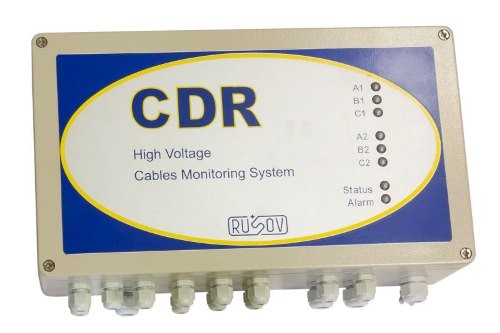 CDR
High Voltage
Cables Monitoring System
A1
B1
C1
A2
B2
C2
Status
Alarm
RUSOV